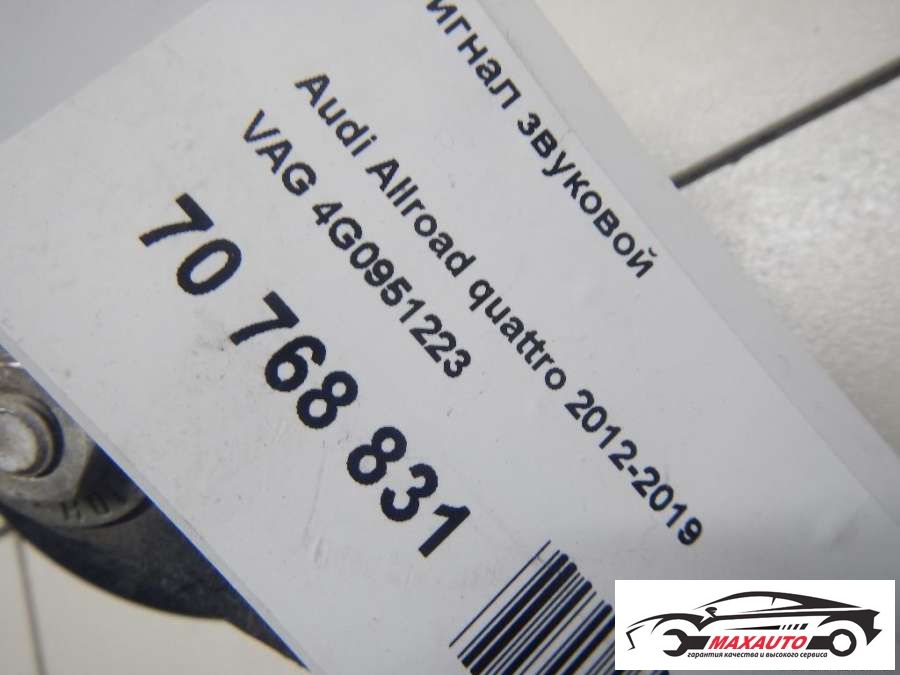 игнал звуковой
Audi Allroad quattro 2012-2019
VAG 4G0951223
70 768 831
MAXAUTO
гарантия качества и высокого сервиса